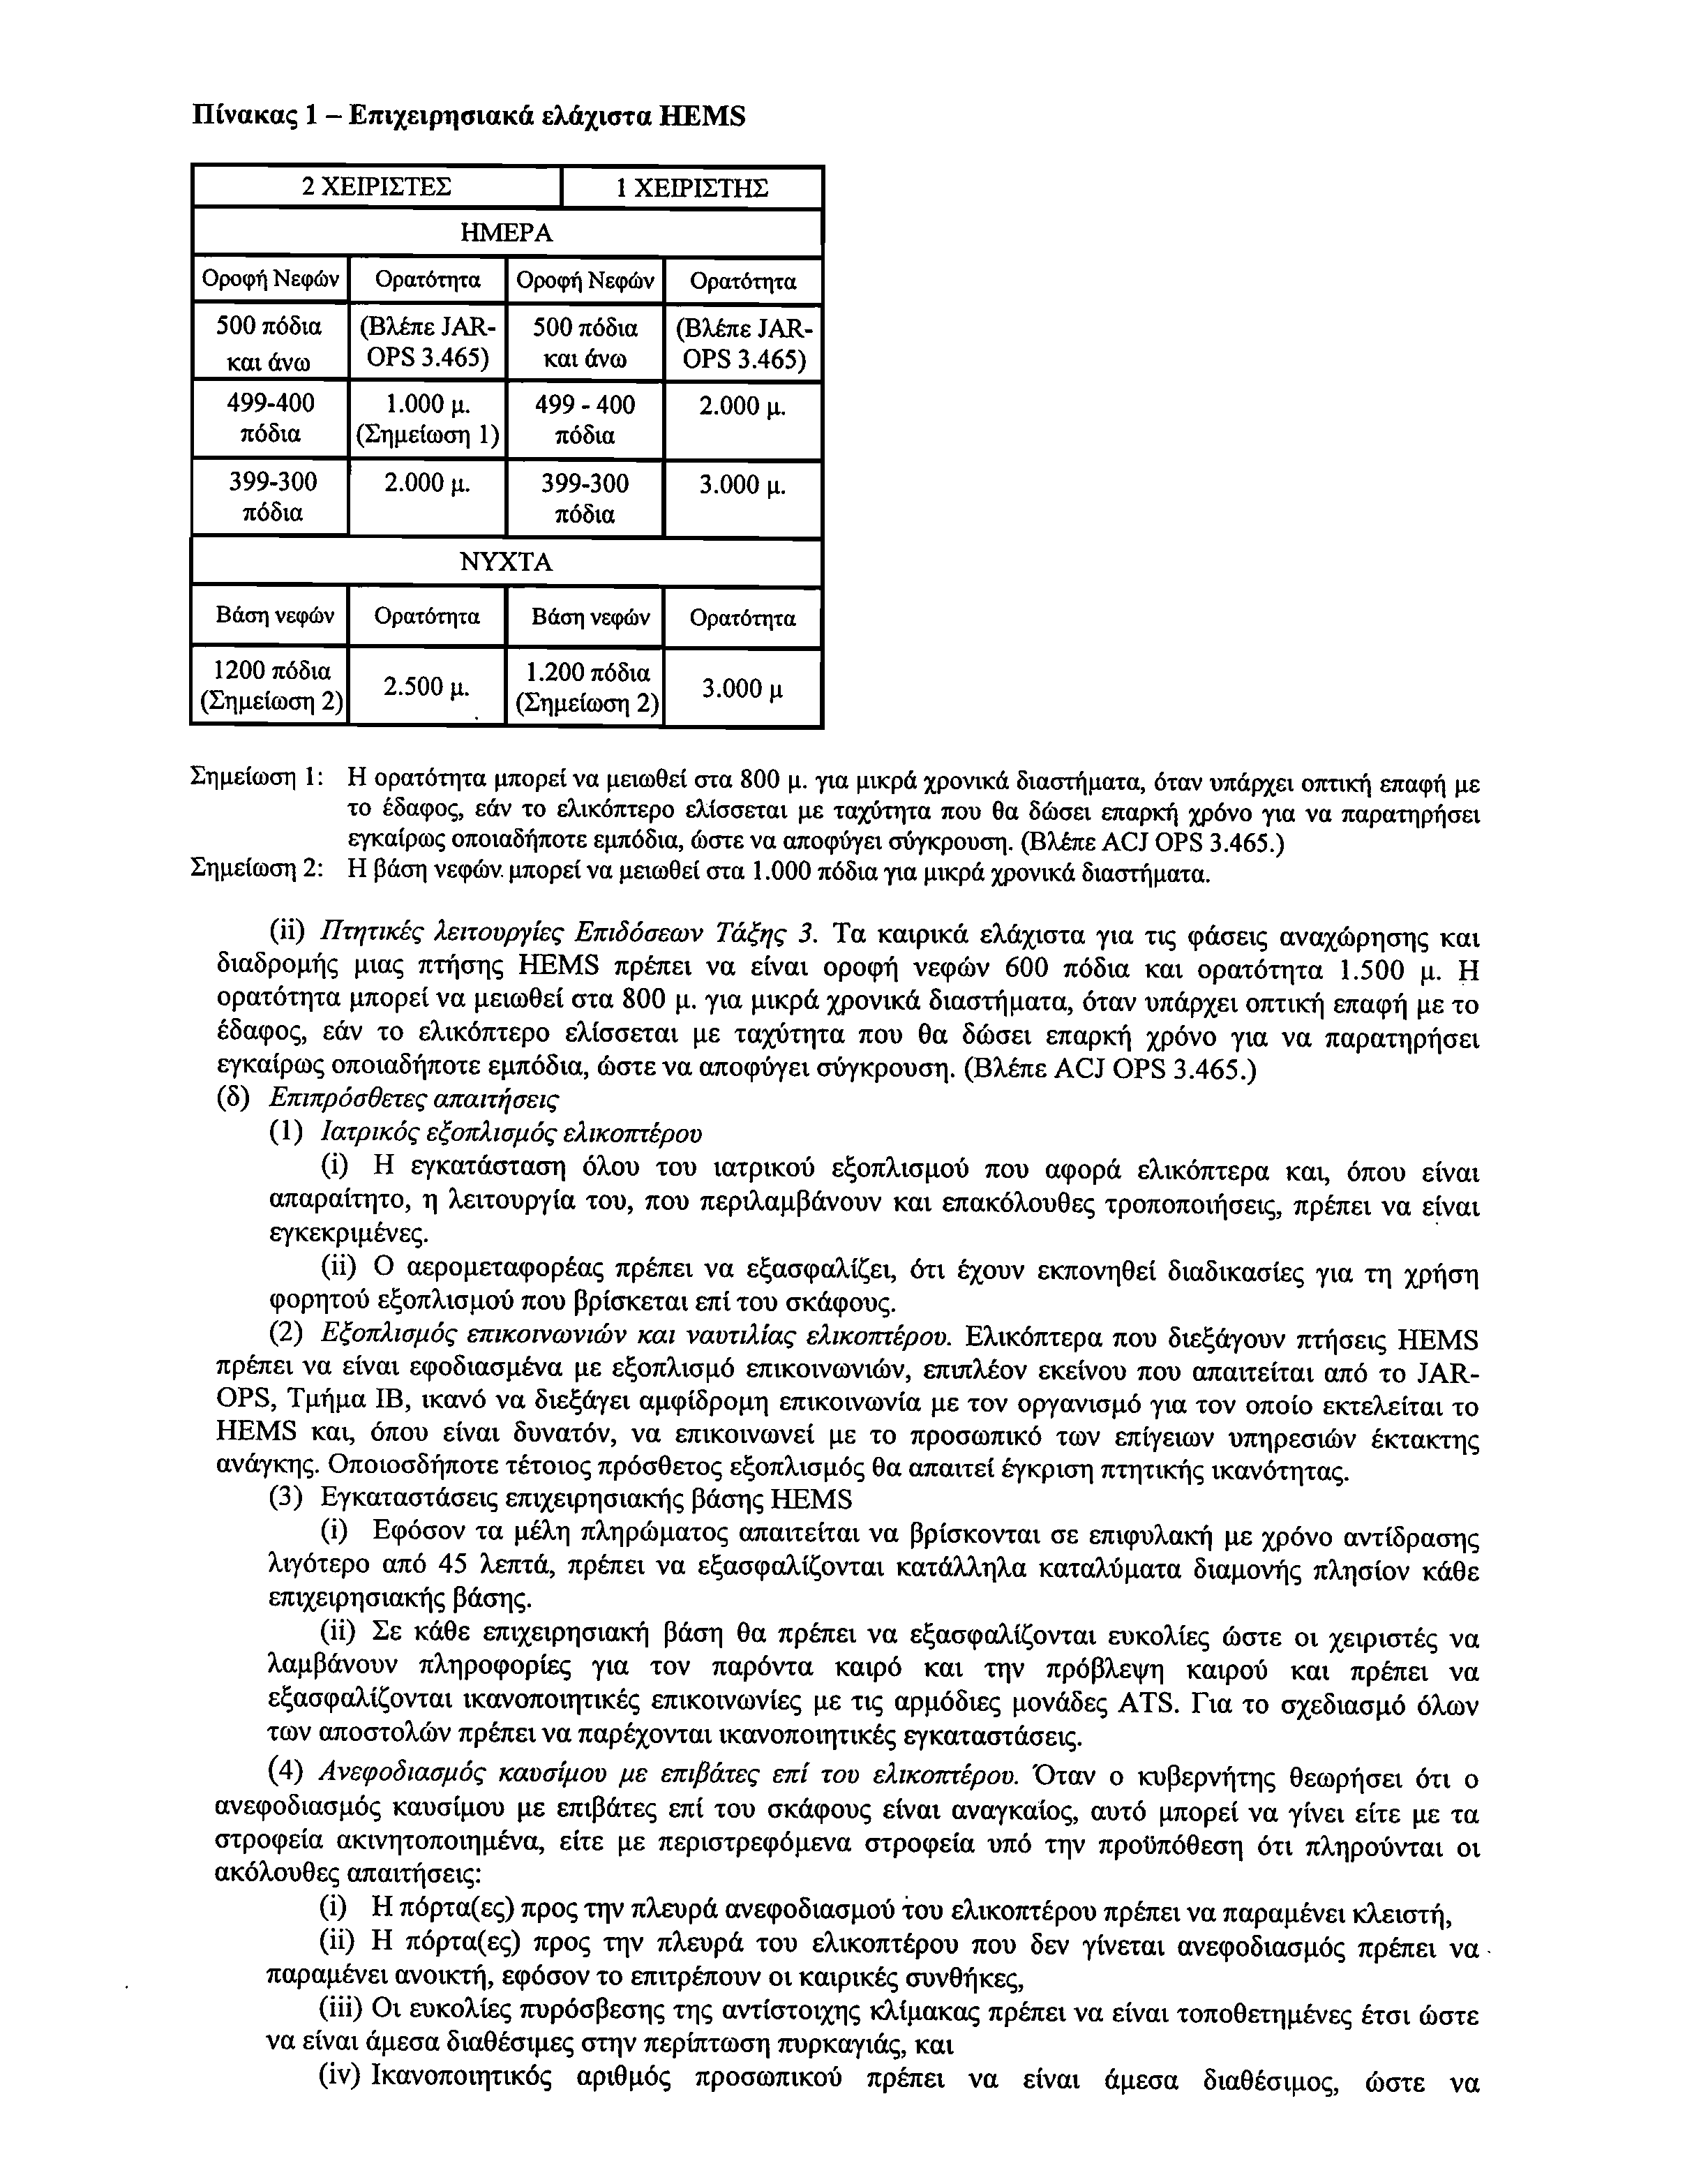 Πίνακας 1 – Επιχειρησιακά ελάχιστα HEMS
2 ΧΕΙΡΙΣΤΕΣ 1 ΧΕΙΡΙΣΤΗΣ
ΗΜΕΡΑ
Οροφή Νεφών Ορατότητα Οροφή Νεφών Ορατότητα
500 πόδια (Βλέπε JAR- 500 πόδια (Βλέπε JAR-
και άνω OPS 3.465) και άνω OPS 3.465)
499-400 1.000 μ. 499 - 400 2.000 μ.
πόδια (Σημείωση 1) πόδια
399-300 2.000 μ. 399-300 3.000 μ.
πόδια πόδια
ΝΥΧΤΑ
Βάση νεφών Ορατότητα Βάση νεφών Ορατότητα
1200 πόδια 2.500 μ. 1.200 πόδια 3.000 μ
(Σημείωση 2) (Σημείωση 2)
Σημείωση 1: Η ορατότητα μπορεί να μειωθεί στα 800 μ. για μικρά χρονικά διαστήματα, όταν υπάρχει οπτική επαφή με
το έδαφος, εάν το ελικόπτερο ελίσσεται με ταχύτητα που θα δώσει επαρκή χρόνο για να παρατηρήσει
εγκαίρως οποιαδήποτε εμπόδια, ώστε να αποφύγει σύγκρουση. (Βλέπε ACJ OPS 3.465.)
Σημείωση 2: Η βάση νεφών. μπορεί να μειωθεί στα 1.000 πόδια για μικρά χρονικά διαστήματα.
(ii) Πτητικές λειτουργίες Επιδόσεων Τάξης 3. Τα καιρικά ελάχιστα για τις φάσεις αναχώρησης και
διαδρομής μιας πτήσης HEMS πρέπει να είναι οροφή νεφών 600 πόδια και ορατότητα 1.500 μ. Η
ορατότητα μπορεί να μειωθεί στα 800 μ. για μικρά χρονικά διαστήματα, όταν υπάρχει οπτική επαφή με το
έδαφος, εάν το ελικόπτερο ελίσσεται με ταχύτητα που θα δώσει επαρκή χρόνο για να παρατηρήσει
εγκαίρως οποιαδήποτε εμπόδια, ώστε να αποφύγει σύγκρουση. (Βλέπε ACJ OPS 3.465.)
(δ) Επιπρόσθετες απαιτήσεις
(1) Ιατρικός εξοπλισμός ελικοπτέρου
(i) Η εγκατάσταση όλου του ιατρικού εξοπλισμού που αφορά ελικόπτερα και, όπου είναι
απαραίτητο, η λειτουργία του, που περιλαμβάνουν και επακόλουθες τροποποιήσεις, πρέπει να είναι
εγκεκριμένες.
(ii) Ο αερομεταφορέας πρέπει να εξασφαλίζει, ότι έχουν εκπονηθεί διαδικασίες για τη χρήση
φορητού εξοπλισμού που βρίσκεται επί του σκάφους.
(2) Εξοπλισμός επικοινωνιών και ναυτιλίας ελικοπτέρου. Ελικόπτερα που διεξάγουν πτήσεις HEMS
πρέπει να είναι εφοδιασμένα με εξοπλισμό επικοινωνιών, επιπλέον εκείνου που απαιτείται από το JAR-
OPS, Τμήμα ΙΒ, ικανό να διεξάγει αμφίδρομη επικοινωνία με τον οργανισμό για τον οποίο εκτελείται το
HEMS και, όπου είναι δυνατόν, να επικοινωνεί με το προσωπικό των επίγειων υπηρεσιών έκτακτης
ανάγκης. Οποιοσδήποτε τέτοιος πρόσθετος εξοπλισμός θα απαιτεί έγκριση πτητικής ικανότητας.
(3) Εγκαταστάσεις επιχειρησιακής βάσης HEMS
(i) Εφόσον τα μέλη πληρώματος απαιτείται να βρίσκονται σε επιφυλακή με χρόνο αντίδρασης
λιγότερο από 45 λεπτά, πρέπει να εξασφαλίζονται κατάλληλα καταλύματα διαμονής πλησίον κάθε
επιχειρησιακής βάσης.
(ii) Σε κάθε επιχειρησιακή βάση θα πρέπει να εξασφαλίζονται ευκολίες ώστε οι χειριστές να
λαμβάνουν πληροφορίες για τον παρόντα καιρό και την πρόβλεψη καιρού και πρέπει να
εξασφαλίζονται ικανοποιητικές επικοινωνίες με τις αρμόδιες μονάδες ATS. Για το σχεδιασμό όλων
των αποστολών πρέπει να παρέχονται ικανοποιητικές εγκαταστάσεις.
(4) Ανεφοδιασμός καυσίμου με επιβάτες επί του ελικοπτέρου. Όταν ο κυβερνήτης θεωρήσει ότι ο
ανεφοδιασμός καυσίμου με επιβάτες επί του σκάφους είναι αναγκαίος, αυτό μπορεί να γίνει είτε με τα
στροφεία ακινητοποιημένα, είτε με περιστρεφόμενα στροφεία υπό την προϋπόθεση ότι πληρούνται οι
ακόλουθες απαιτήσεις:
(i) Η πόρτα(ες) προς την πλευρά ανεφοδιασμού του ελικοπτέρου πρέπει να παραμένει κλειστή,
(ii) Η πόρτα(ες) προς την πλευρά του ελικοπτέρου που δεν γίνεται ανεφοδιασμός πρέπει να
παραμένει ανοικτή, εφόσον το επιτρέπουν οι καιρικές συνθήκες,
(iii) Οι ευκολίες πυρόσβεσης της αντίστοιχης κλίμακας πρέπει να είναι τοποθετημένες έτσι ώστε
να είναι άμεσα διαθέσιμες στην περίπτωση πυρκαγιάς, και
(iv) Ικανοποιητικός αριθμός προσωπικού πρέπει να είναι άμεσα διαθέσιμος, ώστε να